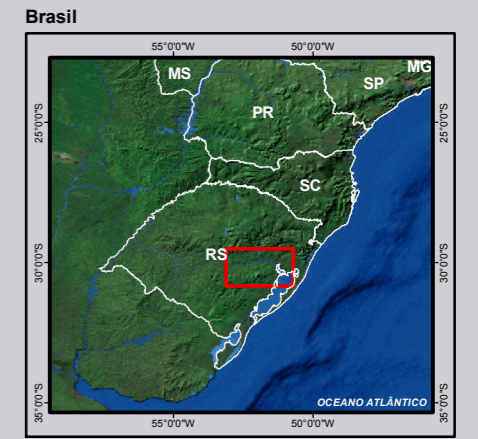 Brasil
55°0'0"W 50°0'0"W
MS
MG
SP
PR
SC
RS
25°0'0"S 25°0'0"S
30°0'0"S 30°0'0"S
35°0'0"S 35°0'0"S
OCEANO ATLÂNTICO
55°0'0"W 50°0'0"W